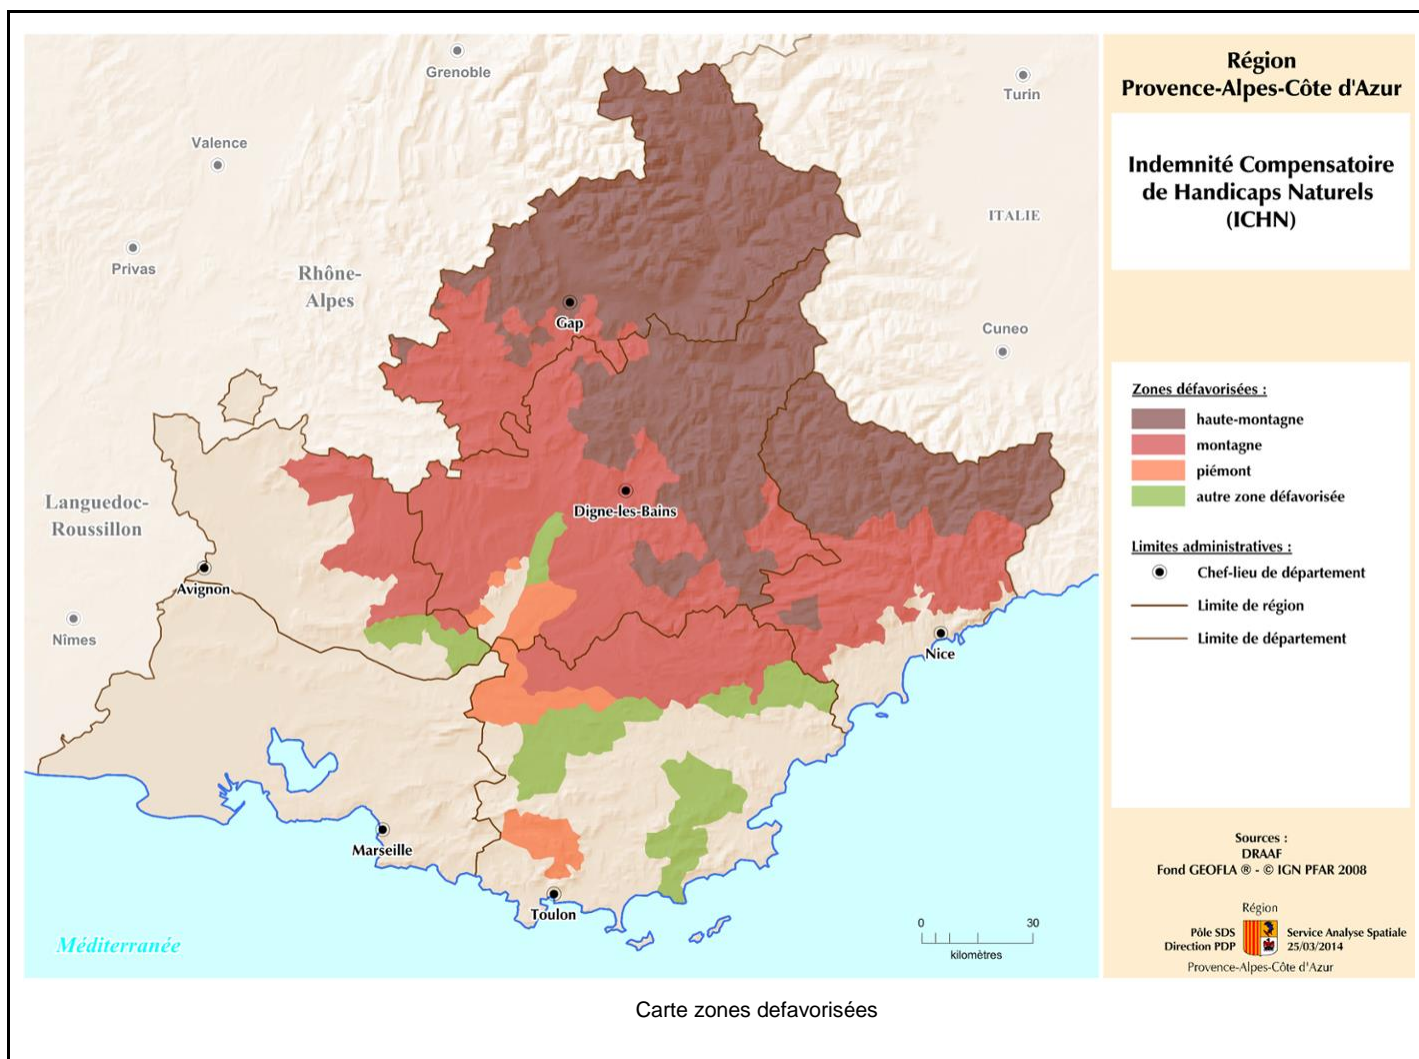 Grenoble
Turin
Valence
ITALIE
Privas
Rhône-
Alpes
Gap
Cuneo
Languedoc-
Roussillon
Digne-les-Bains
Avignon
Nîmes
Nice
Marseille
Toulon
Méditerranée
0 30
kilomètres
Région
Provence-Alpes-Côte d'Azur
Indemnité Compensatoire
de Handicaps Naturels
(ICHN)
Zones défavorisées :
haute-montagne
montagne
piémont
autre zone défavorisée
Limites administratives :
Chef-lieu de département
Limite de région
Limite de département
Sources :
DRAAF
Fond GEOFLA ® - © IGN PFAR 2008
Région
Pôle SDS
Direction PDP
Service Analyse Spatiale
25/03/2014
Provence-Alpes-Côte d'Azur
Carte zones defavorisées